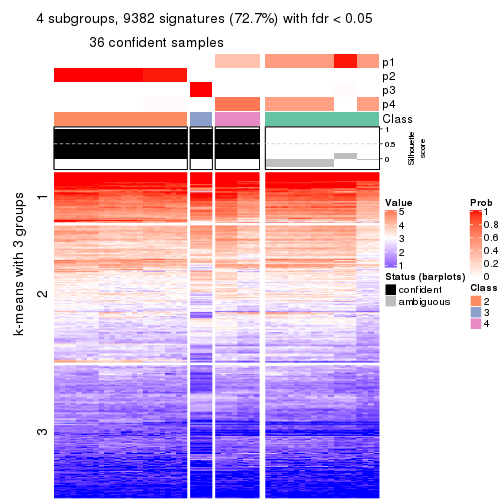 4 subgroups, 9382 signatures (72.7%) with fdr < 0.05
36 confident samples
p1
p2
p3
p4
Class
1
0.5
0
Silhouette
score
k-means with 3 groups
1
2
3
Value
5
4
3
2
1
Status (barplots)
confident
ambiguous
Prob
1
0.8
0.6
0.4
0.2
0
Class
2
3
4